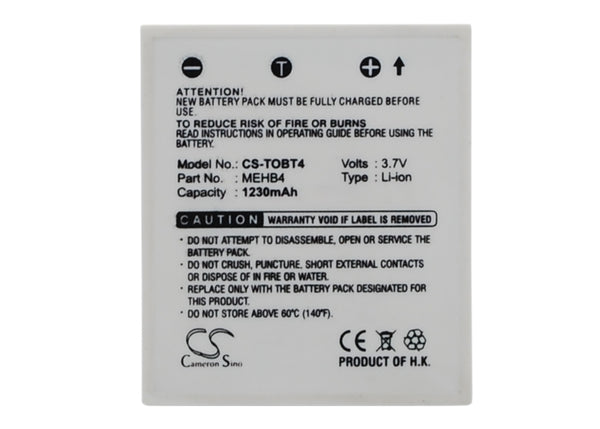 T
ATTENTION!
NEW BATTERY PACK MUST BE FULLY CHARGED BEFORE
USE.
TO REDUCE RISK OF FIRE OR BURNS
READ INSTRUCTIONS IN OPERATING GUIDE BEFORE USING THE
BATTERY.
Model No.: CS-TOBT4 Volts : 3.7V
Part No. : MEHB4 Type : Li-ion
Capacity : 1230mAh
CAUTION WARRANTY VOID IF LABEL IS REMOVED
• DO NOT ATTEMPT TO DISASSEMBLE, OPEN OR SERVICE THE
BATTERY PACK.
• DO NOT CRUSH, PUNCTURE, SHORT EXTERNAL CONTACTS
OR DISPOSE OF IN FIRE OR WATER.
• REPLACE ONLY WITH THE BATTERY PACK DESIGNATED FOR
THIS PRODUCT.
• DO NOT STORE ABOVE 60°C (140°F).
CS
Cameron Sino
CE
PRODUCT OF H.K.